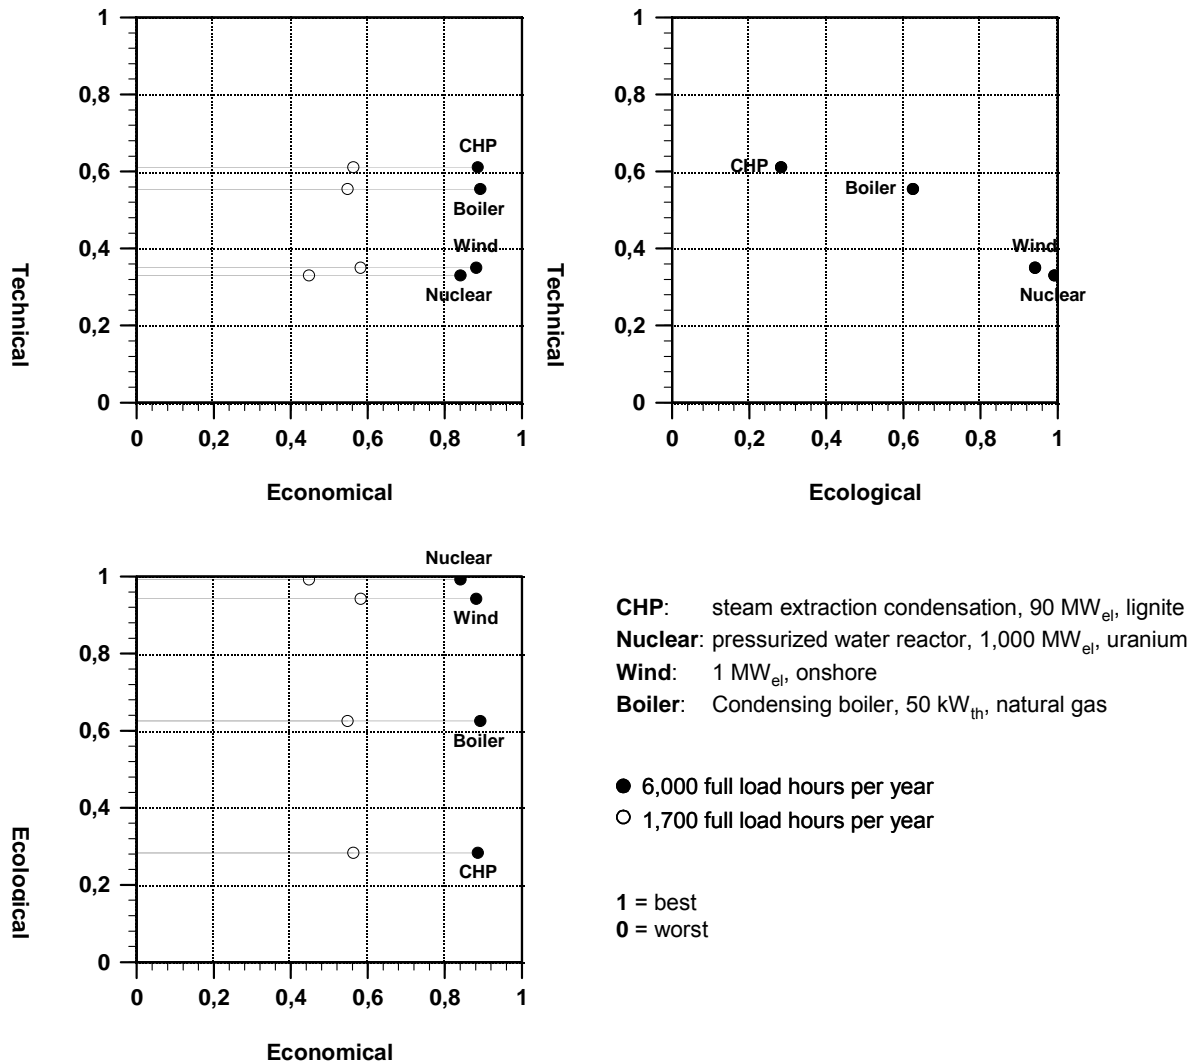 1
0,8
0,6
0,4
0,2
0
0
0,2
0,4
0,6
0,8
1
Technical
Economical
CHP
Boiler
Wind
Nuclear
1
0,8
0,6
0,4
0,2
0
0
0,2
0,4
0,6
0,8
1
Technical
Ecological
CHP
Boiler
Wind
Nuclear
Nuclear
1
0,8
0,6
0,4
0,2
0
0
0,2
0,4
0,6
0,8
1
Ecological
Economical
Wind
Boiler
CHP
CHP: steam extraction condensation, 90 MWel, lignite
Nuclear: pressurized water reactor, 1,000 MWel, uranium
Wind: 1 MWel, onshore
Boiler: Condensing boiler, 50 kWth, natural gas
6,000 full load hours per year
1,700 full load hours per year
1 = best
0 = worst